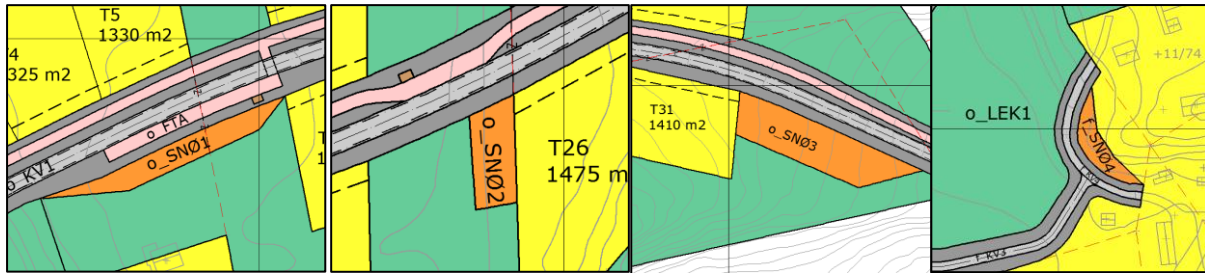 T5
1330 m2
325 m2
o_FTA
o_SNØ1
o_KV1
o_SNØ2
T26
1475 m
T31
1410 m2
o_SNØ3
o_LEK1
+11/74
f_SNØ4
f_KV3